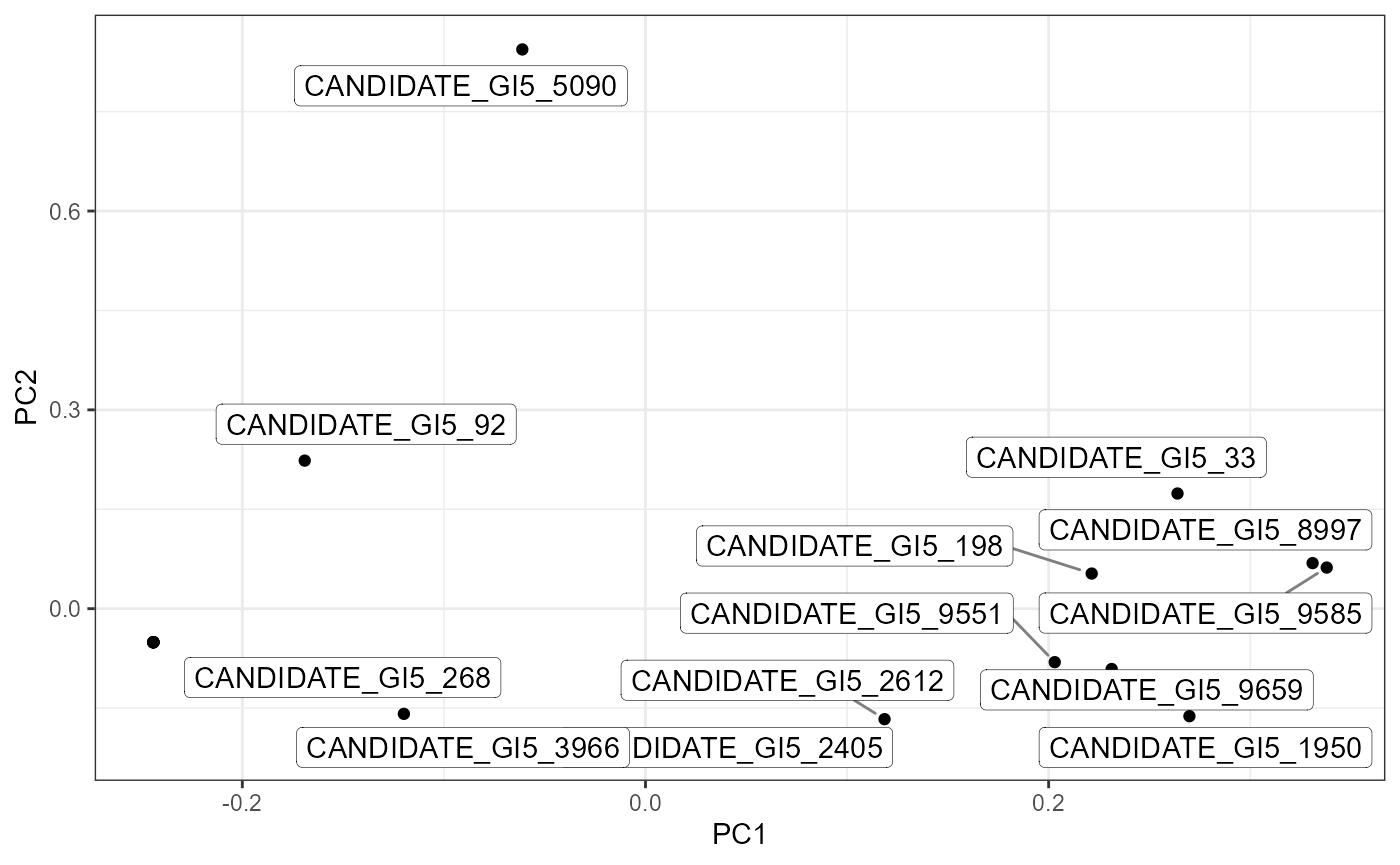 CANDIDATE_GI5_5090
0.6
PC2
0.3
CANDIDATE_GI5_92
CANDIDATE_GI5_33
CANDIDATE_GI5_8997
CANDIDATE_GI5_198
0.0
CANDIDATE_GI5_9551
CANDIDATE_GI5_9585
CANDIDATE_GI5_268
CANDIDATE_GI5_2612
CANDIDATE_GI5_9659
CANDIDATE_GI5_3966
DIDATE_GI5_2405
CANDIDATE_GI5_1950
-0.2
0.0
0.2
PC1